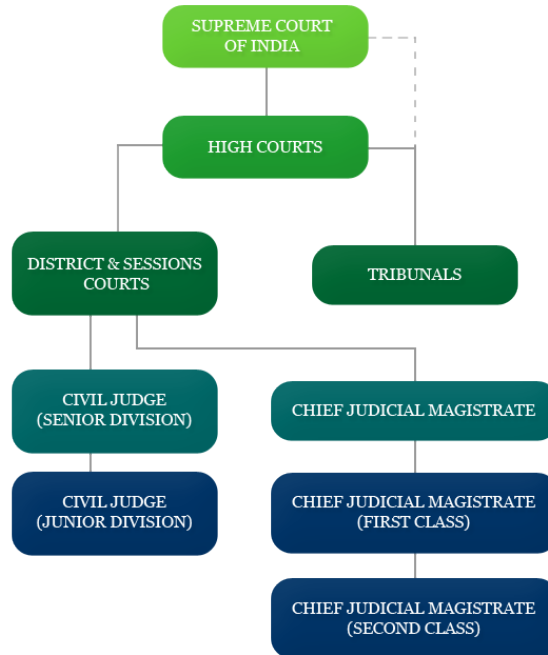 SUPREME COURT
OF INDIA
HIGH COURTS
DISTRICT & SESSIONS
COURTS
TRIBUNALS
CIVIL JUDGE
(SENIOR DIVISION)
CHIEF JUDICIAL MAGISTRATE
CIVIL JUDGE
(JUNIOR DIVISION)
CHIEF JUDICIAL MAGISTRATE
(FIRST CLASS)
CHIEF JUDICIAL MAGISTRATE
(SECOND CLASS)